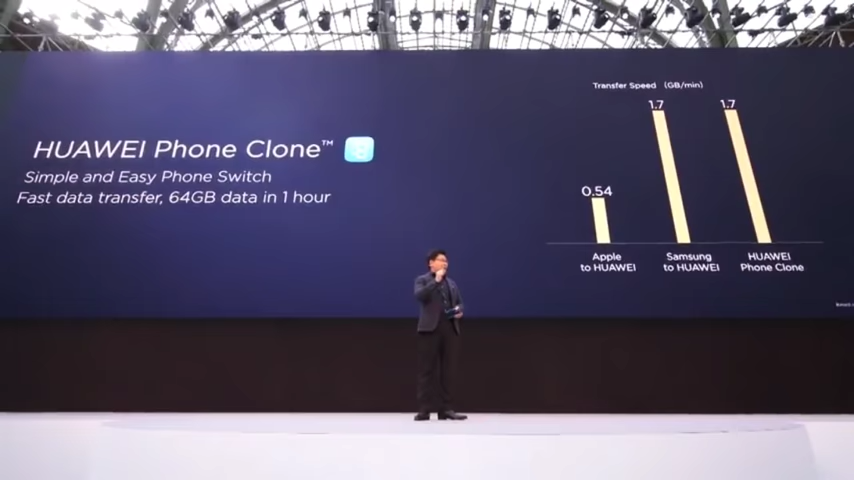 HUAWEI Phone Clone™
Simple and Easy Phone Switch
Fast data transfer, 64GB data in 1 hour
Transfer Speed (GB/min)
1.7
1.7
0.54
Apple
to HUAWEI
Samsung
to HUAWEI
HUAWEI
Phone Clone